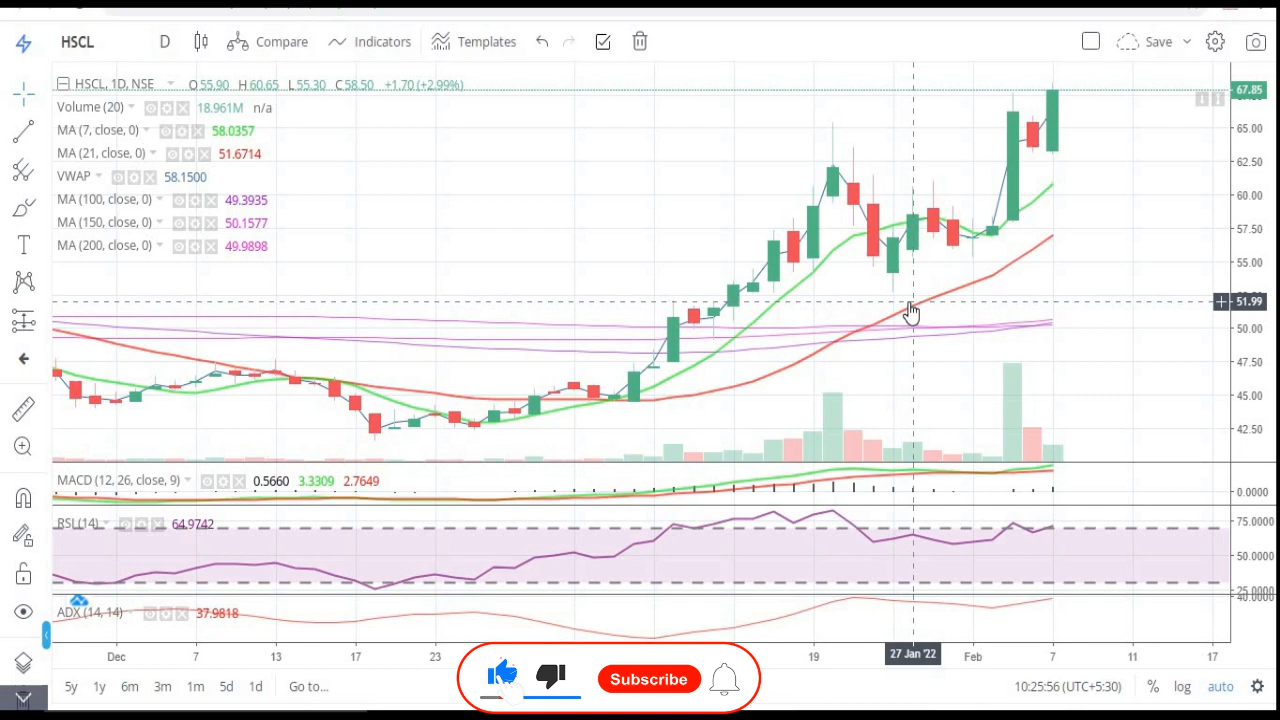 HSCL D Compare Indicators Templates Save
HSCL, 1D, NSE O55.90 H60.65 L55.30 C58.50 +1.70 (+2.99%)
67.85
Volume (20) 18.961M n/a
MA (7, close, 0) 58.0357
65.00
MA (21, close, 0) 51.6714
62.50
VWAP 58.1500
MA (100, close, 0) 49.3935
60.00
MA (150, close, 0) 50.1577
57.50
MA (200, close, 0) 49.9898
55.00
51.99
50.00
47.50
45.00
42.50
MACD (12, 26, close, 9) 0.5660 3.3309 2.7649
0.0000
RSI (14) 64.9742
75.0000
50.0000
25.0000
40.0000
ADX (14, 14) 37.9818
Dec 7 13 17 23 19 27 Jan '22 Feb 7 11 17
5y 1y 6m 3m 1m 5d 1d Go to... Subscribe 10:25:56 (UTC+5:30) % log auto